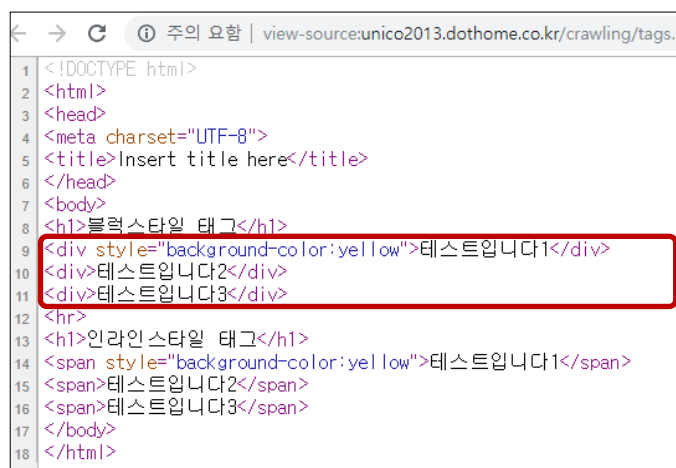 주의 요함 | view-source:unico2013.dothome.co.kr/crawling/tags.
1 <!DOCTYPE html>
2 <html>
3 <head>
4 <meta charset="UTF-8">
5 <title>Insert title here</title>
6 </head>
7 <body>
8 <h1>블럭스타일 태그</h1>
9 <div style="background-color:yellow">테스트입니다1</div>
10 <div>테스트입니다2</div>
11 <div>테스트입니다3</div>
12 <hr>
13 <h1>인라인스타일 태그</h1>
14 <span style="background-color:yellow">테스트입니다1</span>
15 <span>테스트입니다2</span>
16 <span>테스트입니다3</span>
17 </body>
18 </html>